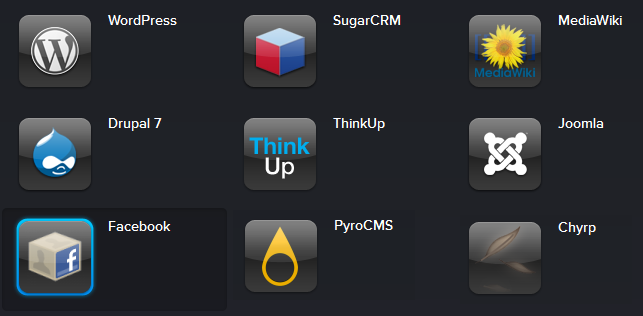 WordPress
SugarCRM
MediaWiki
MediaWiki
Drupal 7
ThinkUp
Think
Up
Joomla
Facebook
f
PyroCMS
Chyrp